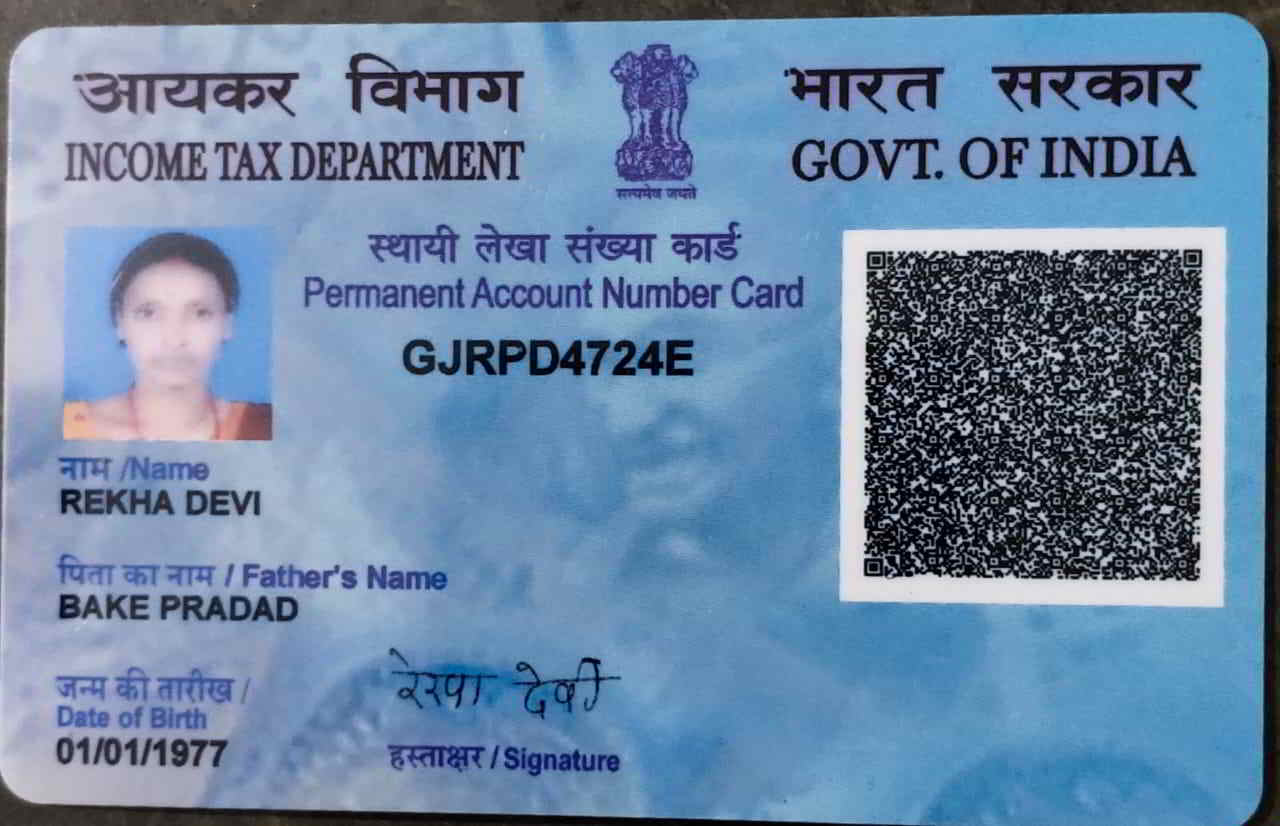 आयकर विभाग
INCOME TAX DEPARTMENT
सत्यमेव जयते
भारत सरकार
GOVT. OF INDIA
स्थायी लेखा संख्या कार्ड
Permanent Account Number Card
GJRPD4724E
नाम /Name
REKHA DEVI
पिता का नाम / Father's Name
BAKE PRADAD
जन्म की तारीख /
Date of Birth
01/01/1977
रेखा देवी
हस्ताक्षर / Signature